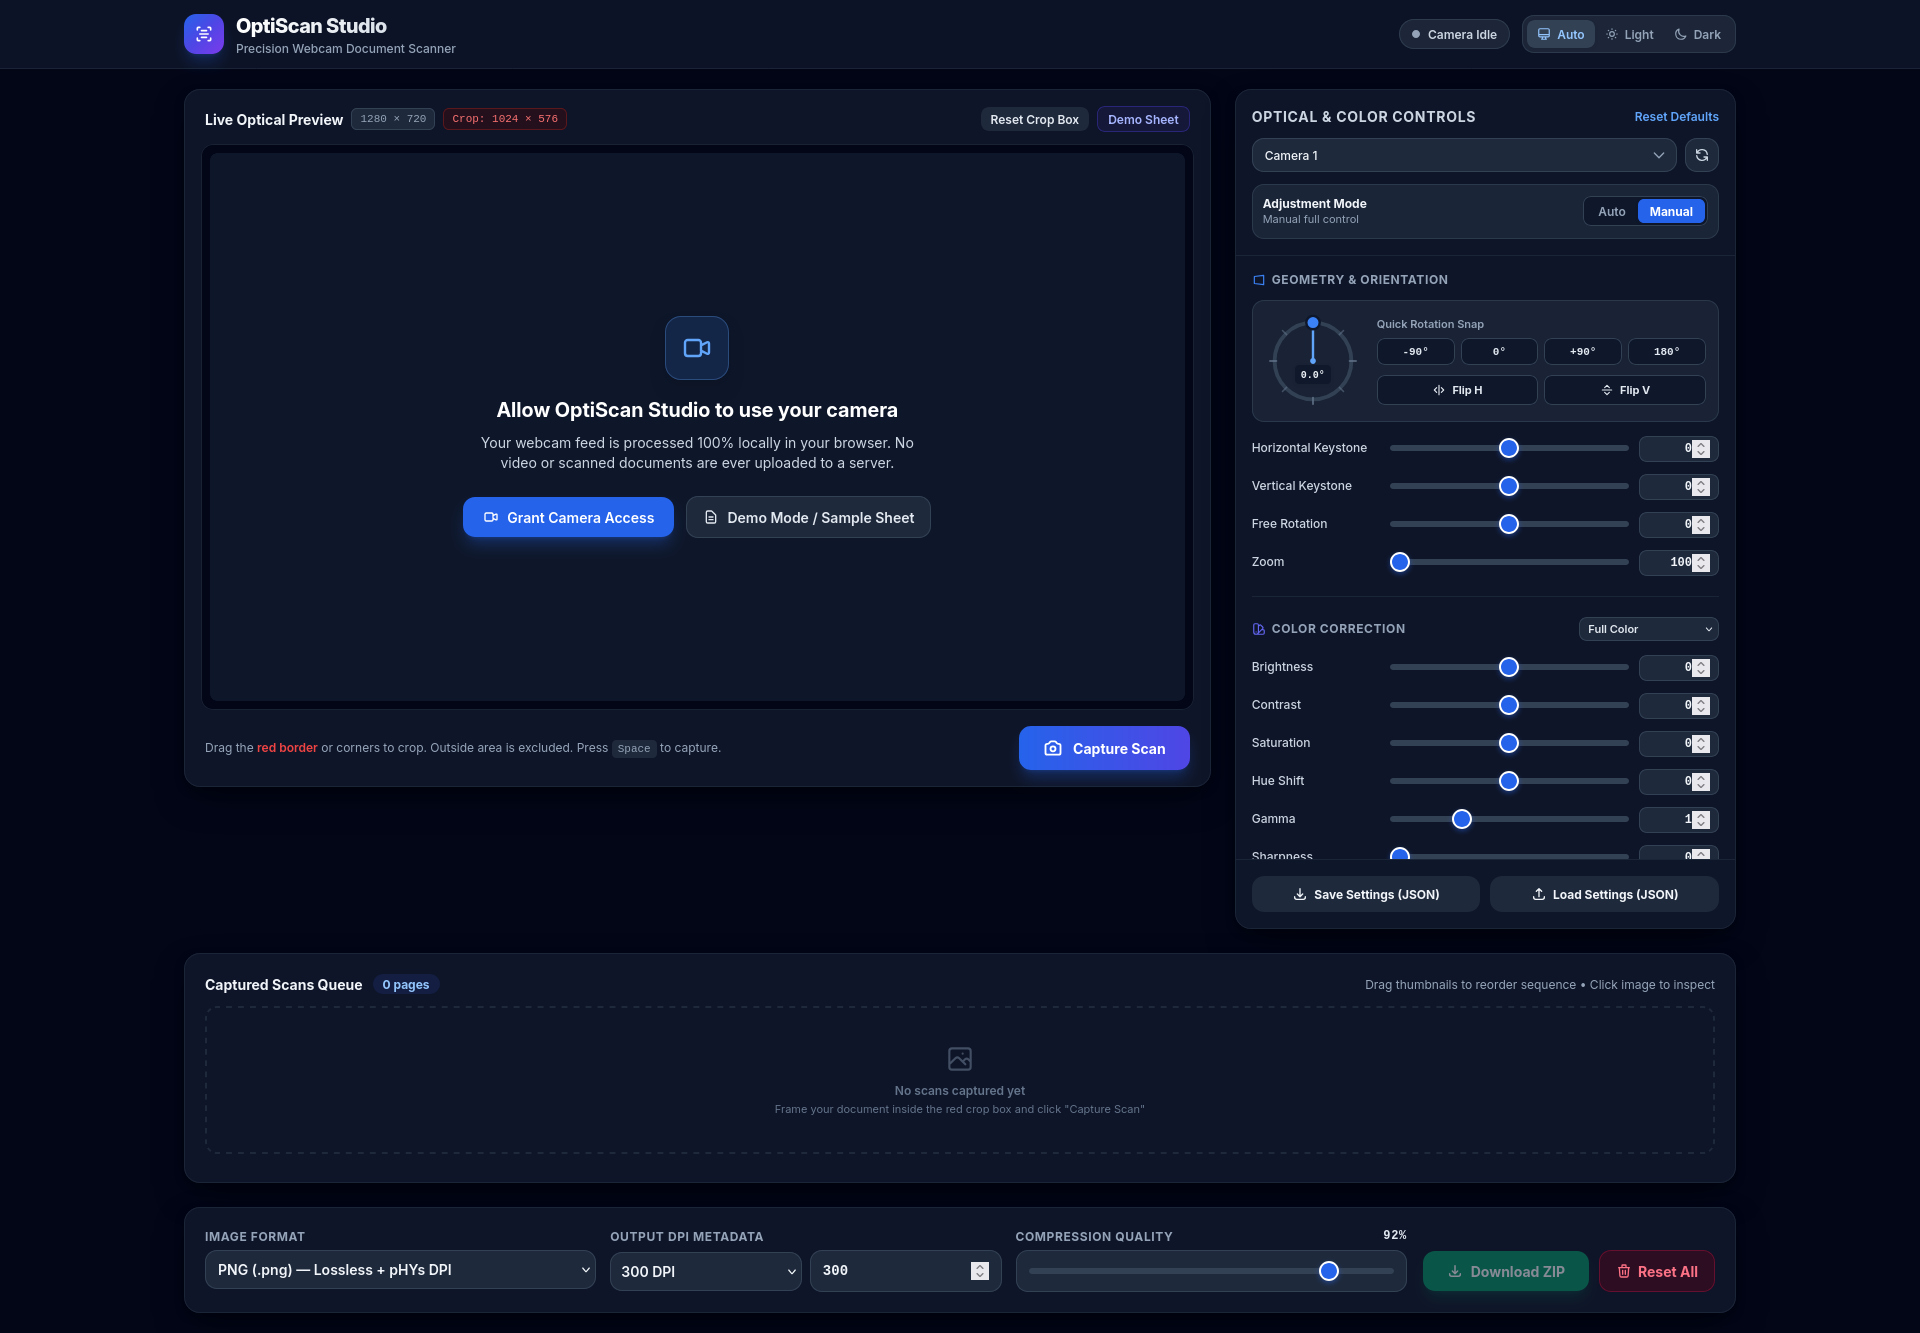 OptiScan Studio
Precision Webcam Document Scanner
Camera Idle
Auto
Light
Dark
Live Optical Preview
1280 × 720
Crop: 1024 × 576
Reset Crop Box
Demo Sheet
Allow OptiScan Studio to use your camera
Your webcam feed is processed 100% locally in your browser. No
video or scanned documents are ever uploaded to a server.
Grant Camera Access
Demo Mode / Sample Sheet
Drag the red border or corners to crop. Outside area is excluded. Press Space to capture.
Capture Scan
OPTICAL & COLOR CONTROLS
Reset Defaults
Camera 1
Adjustment Mode
Manual full control
Auto
Manual
GEOMETRY & ORIENTATION
0.0°
Quick Rotation Snap
-90°
0°
+90°
180°
Flip H
Flip V
Horizontal Keystone
0
Vertical Keystone
0
Free Rotation
0
Zoom
100
COLOR CORRECTION
Full Color
Brightness
0
Contrast
0
Saturation
0
Hue Shift
0
Gamma
1
Sharpness
0
Save Settings (JSON)
Load Settings (JSON)
Captured Scans Queue
0 pages
Drag thumbnails to reorder sequence • Click image to inspect
No scans captured yet
Frame your document inside the red crop box and click "Capture Scan"
IMAGE FORMAT
PNG (.png) — Lossless + pHYs DPI
OUTPUT DPI METADATA
300 DPI
300
COMPRESSION QUALITY
92%
Download ZIP
Reset All